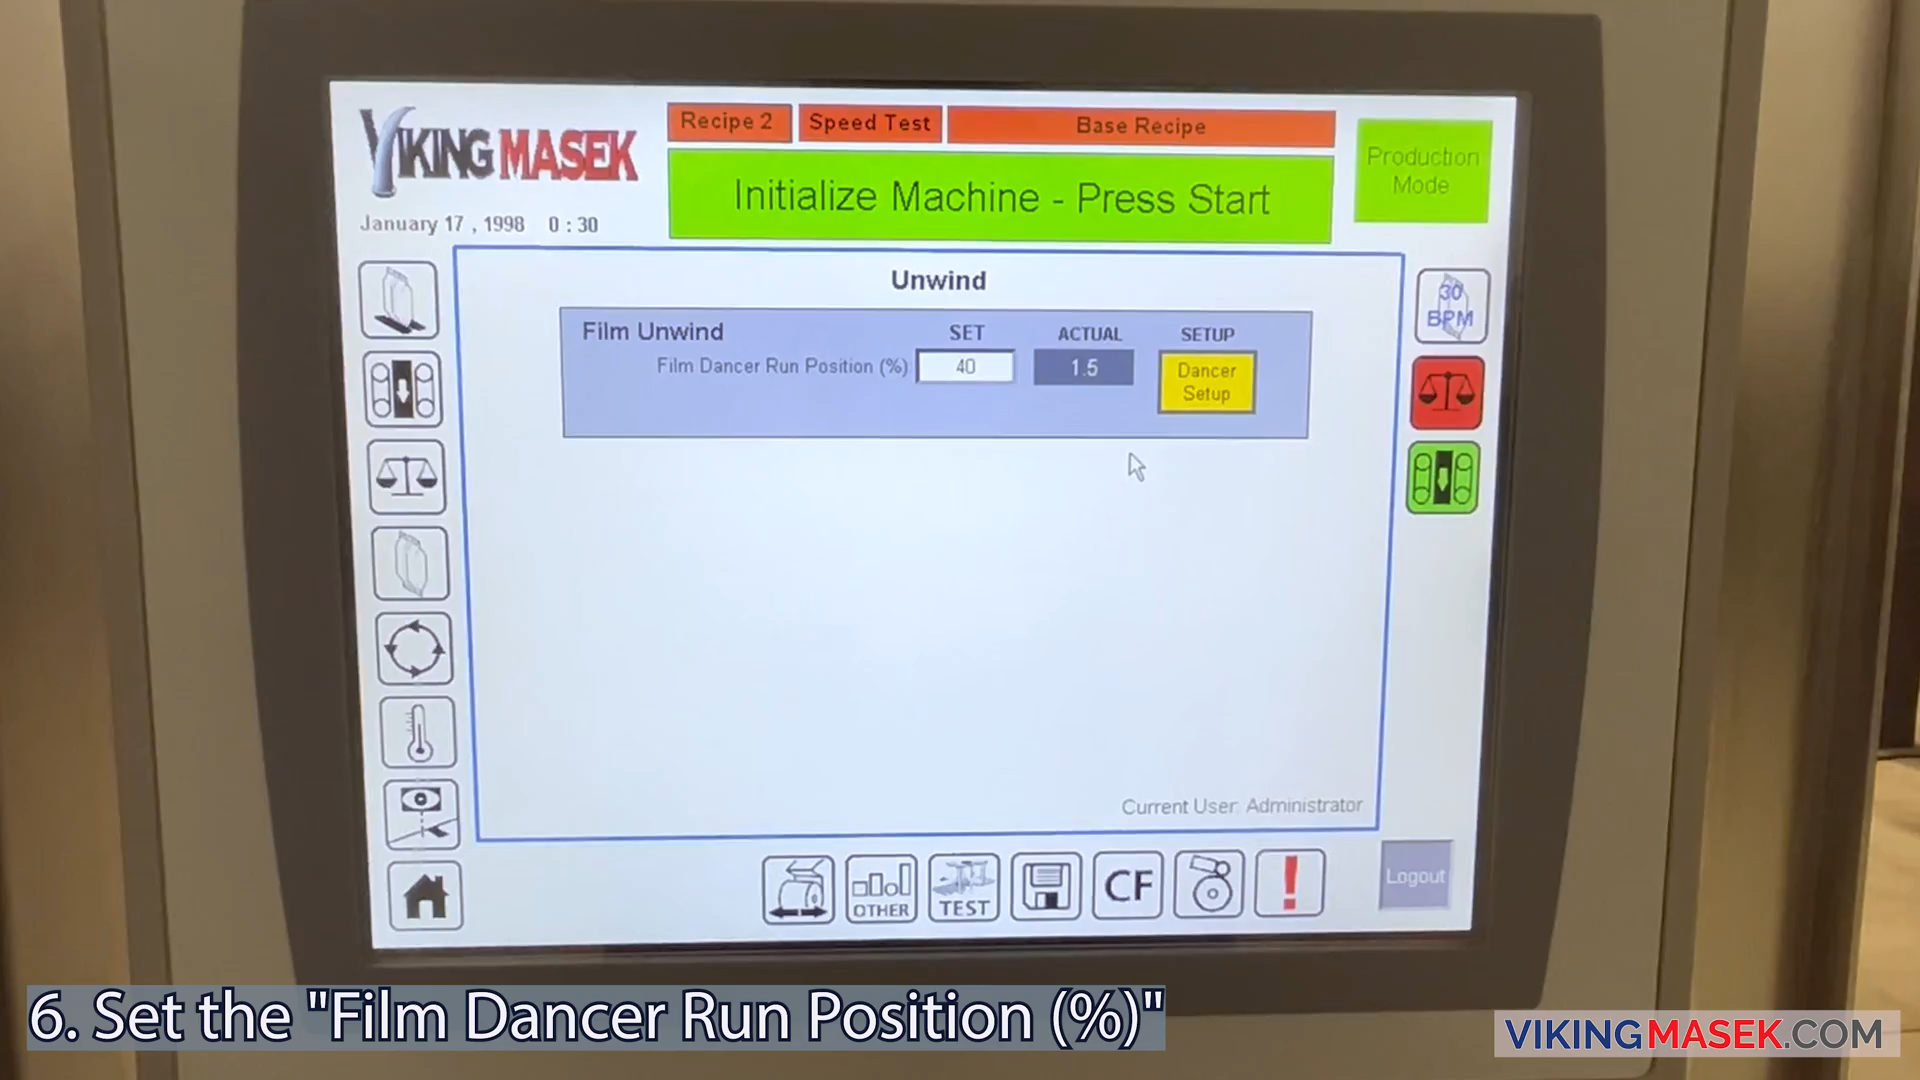 VIKING MASEK
Recipe 2
Speed Test
Base Recipe
Initialize Machine - Press Start
Production
Mode
January 17 , 1998 0 : 30
Unwind
Film Unwind
SET
ACTUAL
SETUP
Film Dancer Run Position (%)
40
1.5
Dancer
Setup
30
BPM
Current User: Administrator
OTHER
TEST
CF
!
Logout
6. Set the "Film Dancer Run Position (%)"
VIKINGMASEK.COM